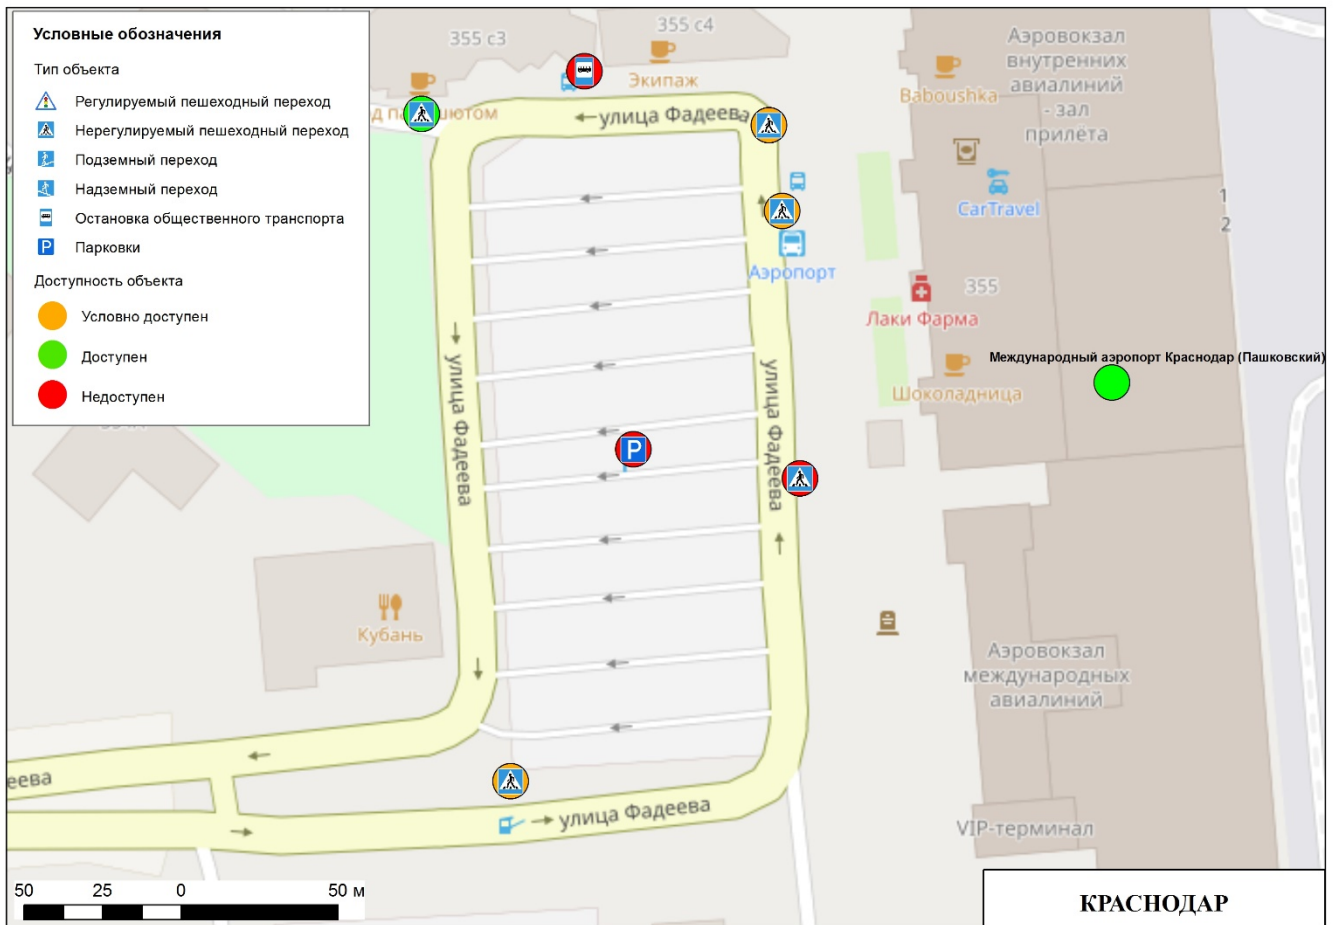 Условные обозначения
Тип объекта
Регулируемый пешеходный переход
Нерегулируемый пешеходный переход
Подземный переход
Надземный переход
Остановка общественного транспорта
P Парковки
Доступность объекта
Условно доступен
Доступен
Недоступен
355 с3
355 с4
Экипаж
ютом
улица Фадеева
Baboushka
Аэровокзал
внутренних
авиалиний
- зал
прилёта
CarTravel
1
2
Аэропорт
355
Лаки Фарма
Международный аэропорт Краснодар (Пашковский)
Шоколадница
улица Фадеева
улица Фадеева
P
Кубань
Аэровокзал
международных
авиалиний
еева
улица Фадеева
VIP-терминал
50 25 0 50 м
КРАСНОДАР